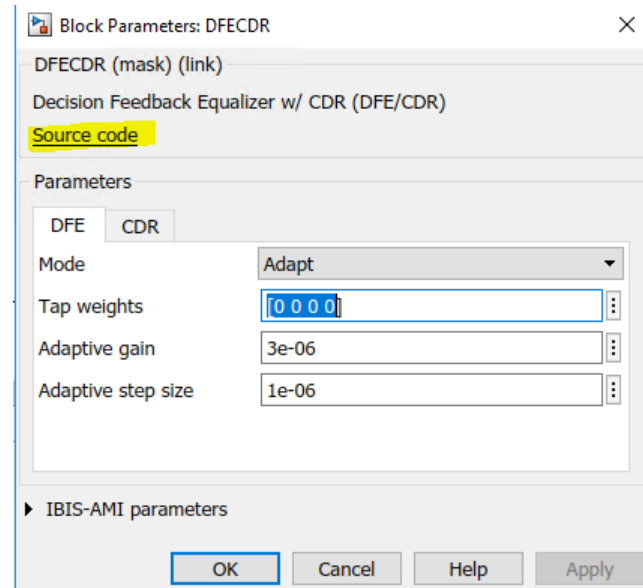 Block Parameters: DFECDR
DFECDR (mask) (link)
Decision Feedback Equalizer w/ CDR (DFE/CDR)
Source code
Parameters
DFE CDR
Mode Adapt
Tap weights [0 0 0 0]
Adaptive gain 3e-06
Adaptive step size 1e-06
IBIS-AMI parameters
OK Cancel Help Apply